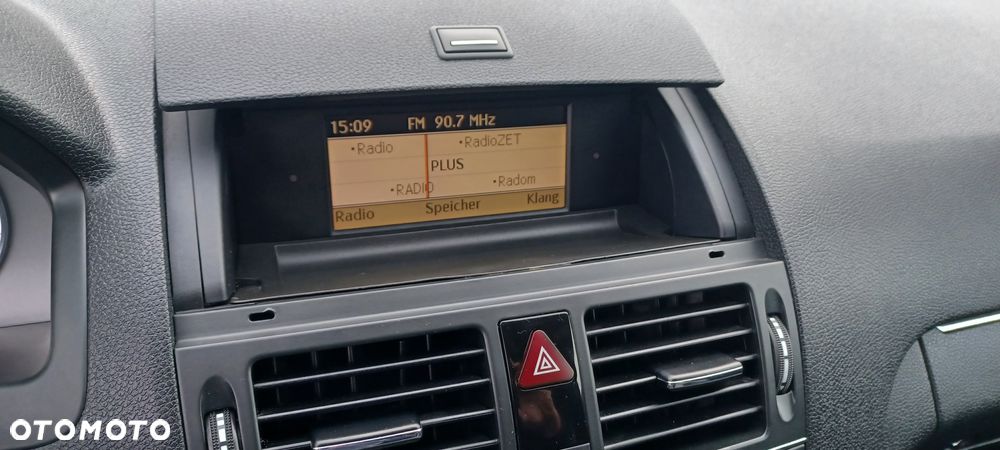 15:09 FM 90.7 MHz
•Radio •RadioZET
PLUS
•RADIO •Radom
Radio Speicher Klang
OTOMOTO